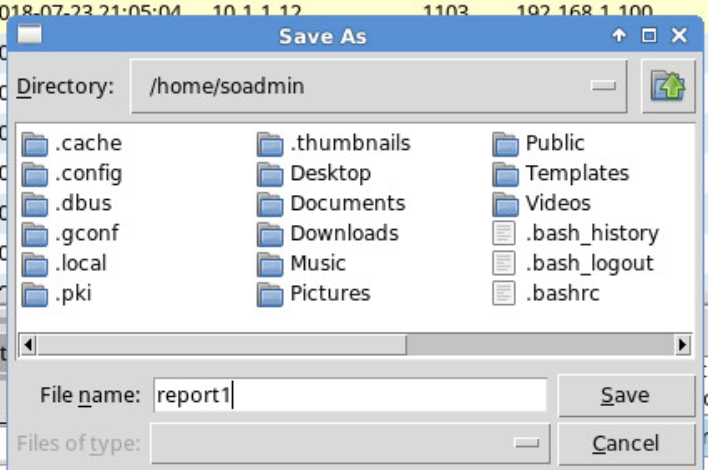 018-07-23 21:05:04 10.1.1.12 1103 192.168.1.100
Save As
Directory: /home/soadmin
.cache .thumbnails Public
.config Desktop Templates
.dbus Documents Videos
.gconf Downloads .bash_history
.local Music .bash_logout
.pki Pictures .bashrc
File name: report1 Save
Files of type: Cancel